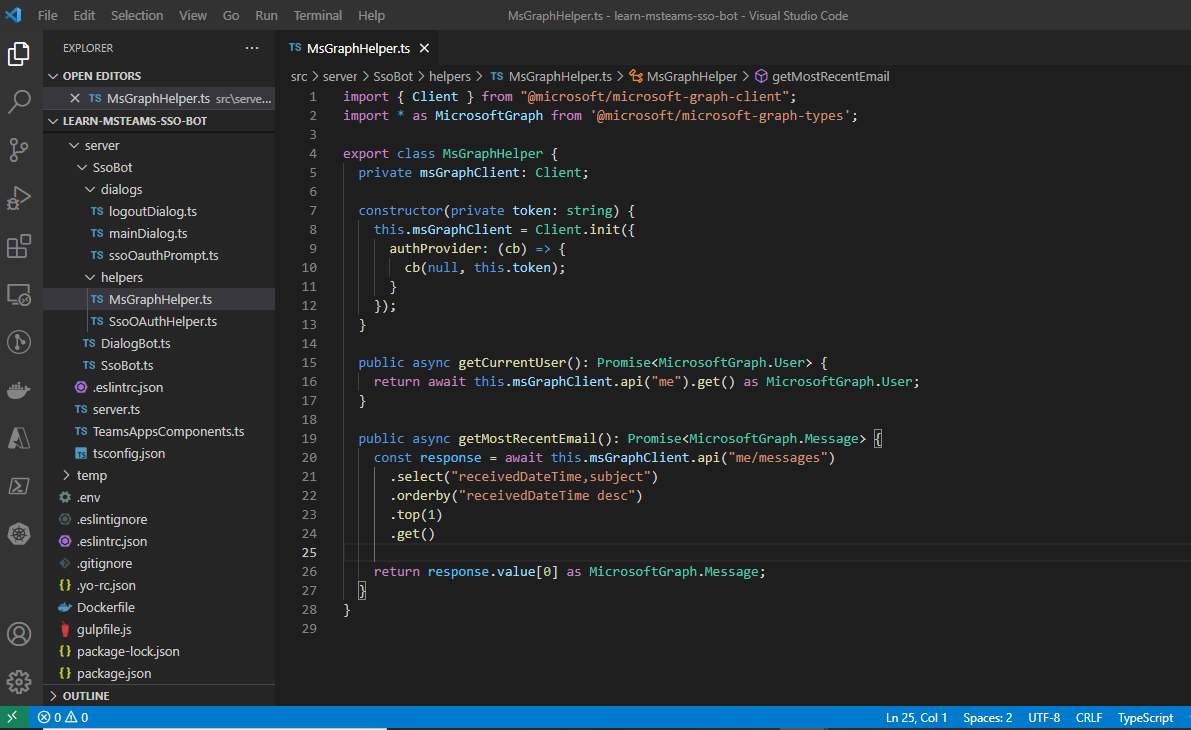 File Edit Selection View Go Run Terminal Help MsGraphHelper.ts - learn-msteams-sso-bot - Visual Studio Code
EXPLORER ···
OPEN EDITORS
TS MsGraphHelper.ts src\serve...
LEARN-MSTEAMS-SSO-BOT
server
SsoBot
dialogs
TS logoutDialog.ts
TS mainDialog.ts
TS ssoOauthPrompt.ts
helpers
TS MsGraphHelper.ts
TS SsoOAuthHelper.ts
TS DialogBot.ts
TS SsoBot.ts
.eslintrc.json
TS server.ts
TS TeamsAppsComponents.ts
TS tsconfig.json
temp
.env
.eslintignore
.eslintrc.json
.gitignore
{} .yo-rc.json
Dockerfile
gulpfile.js
{} package-lock.json
{} package.json
OUTLINE
TS MsGraphHelper.ts
src > server > SsoBot > helpers > TS MsGraphHelper.ts > MsGraphHelper > getMostRecentEmail
1 import { Client } from "@microsoft/microsoft-graph-client";
2 import * as MicrosoftGraph from '@microsoft/microsoft-graph-types';
3
4 export class MsGraphHelper {
5 private msGraphClient: Client;
6
7 constructor(private token: string) {
8 this.msGraphClient = Client.init({
9 authProvider: (cb) => {
10 cb(null, this.token);
11 }
12 });
13 }
14
15 public async getCurrentUser(): Promise<MicrosoftGraph.User> {
16 return await this.msGraphClient.api("me").get() as MicrosoftGraph.User;
17 }
18
19 public async getMostRecentEmail(): Promise<MicrosoftGraph.Message> {
20 const response = await this.msGraphClient.api("me/messages")
21 .select("receivedDateTime,subject")
22 .orderby("receivedDateTime desc")
23 .top(1)
24 .get()
25
26 return response.value[0] as MicrosoftGraph.Message;
27 }
28 }
29
0 0 Ln 25, Col 1 Spaces: 2 UTF-8 CRLF TypeScript